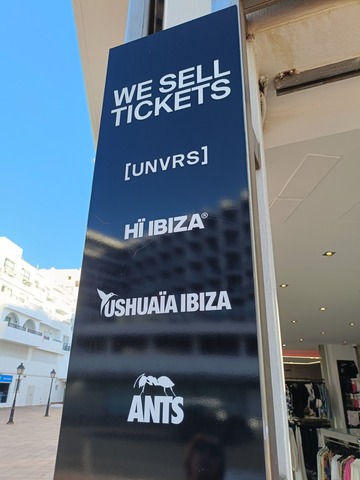 WE SELL
TICKETS
[UNVRS]
HÏ IBIZA®
USHUAÏA IBIZA
ANTS